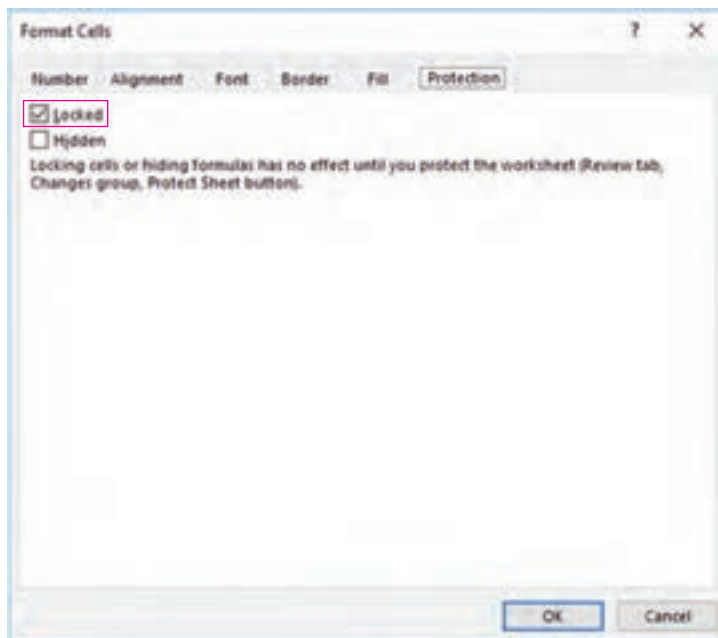 Format Cells ? ×
Number Alignment Font Border Fill Protection
Locked
Hidden
Locking cells or hiding formulas has no effect until you protect the worksheet (Review tab,
Changes group, Protect Sheet button).
OK Cancel